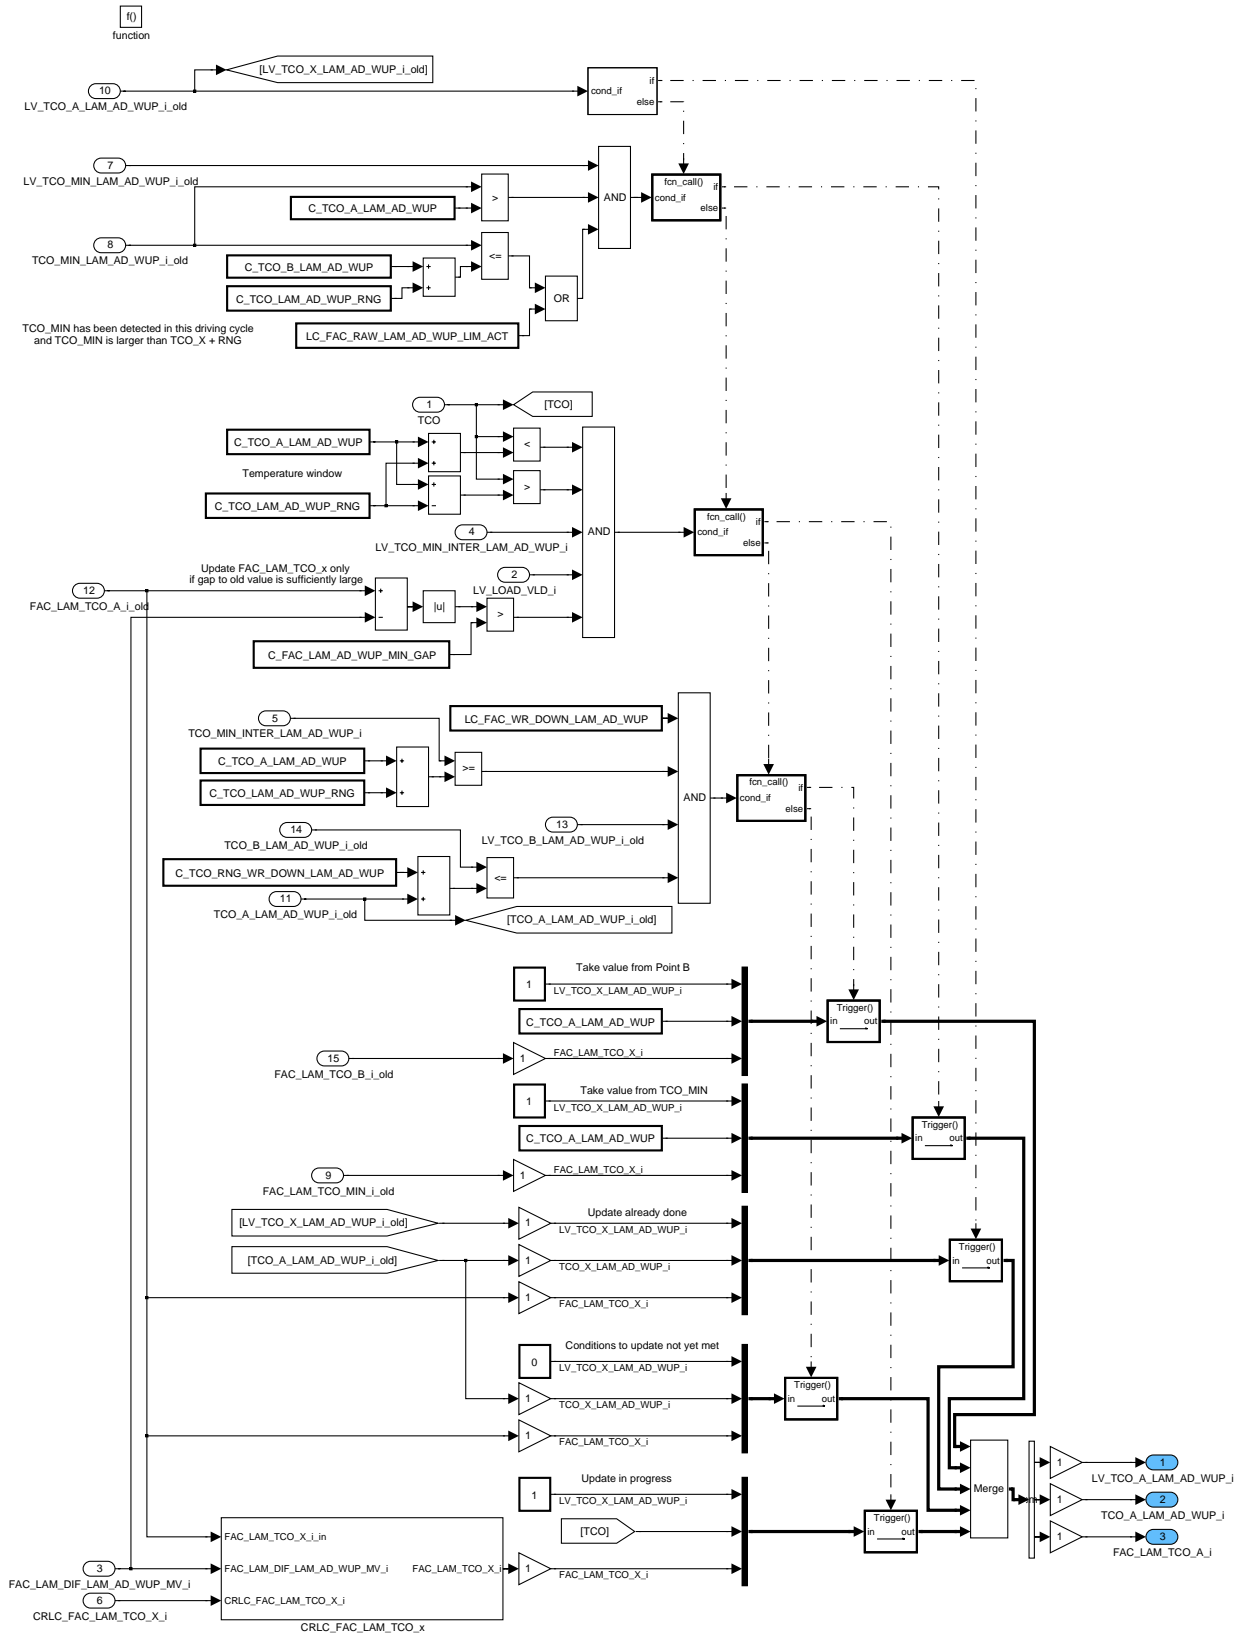 f()
function
[LV_TCO_X_LAM_AD_WUP_i_old]
10
LV_TCO_A_LAM_AD_WUP_i_old
cond_if
if
else
7
LV_TCO_MIN_LAM_AD_WUP_i_old
C_TCO_A_LAM_AD_WUP
>
AND
fcn_call()
cond_if
if
else
8
TCO_MIN_LAM_AD_WUP_i_old
C_TCO_B_LAM_AD_WUP
C_TCO_LAM_AD_WUP_RNG
+
+
<=
OR
LC_FAC_RAW_LAM_AD_WUP_LIM_ACT
TCO_MIN has been detected in this driving cycle
and TCO_MIN is larger than TCO_X + RNG
1
TCO
[TCO]
C_TCO_A_LAM_AD_WUP
+
+
<
Temperature window
C_TCO_LAM_AD_WUP_RNG
+
−
>
AND
fcn_call()
cond_if
if
else
4
LV_TCO_MIN_INTER_LAM_AD_WUP_i
2
LV_LOAD_VLD_i
Update FAC_LAM_TCO_x only
if gap to old value is sufficiently large
12
FAC_LAM_TCO_A_i_old
+
−
|u|
>
C_FAC_LAM_AD_WUP_MIN_GAP
LC_FAC_WR_DOWN_LAM_AD_WUP
5
TCO_MIN_INTER_LAM_AD_WUP_i
C_TCO_A_LAM_AD_WUP
C_TCO_LAM_AD_WUP_RNG
+
+
>=
AND
fcn_call()
cond_if
if
else
13
LV_TCO_B_LAM_AD_WUP_i_old
14
TCO_B_LAM_AD_WUP_i_old
C_TCO_RNG_WR_DOWN_LAM_AD_WUP
+
+
<=
11
TCO_A_LAM_AD_WUP_i_old
[TCO_A_LAM_AD_WUP_i_old]
Take value from Point B
1
LV_TCO_X_LAM_AD_WUP_i
C_TCO_A_LAM_AD_WUP
Trigger()
in
out
15
FAC_LAM_TCO_B_i_old
1
FAC_LAM_TCO_X_i
Take value from TCO_MIN
1
LV_TCO_X_LAM_AD_WUP_i
C_TCO_A_LAM_AD_WUP
Trigger()
in
out
9
FAC_LAM_TCO_MIN_i_old
1
FAC_LAM_TCO_X_i
[LV_TCO_X_LAM_AD_WUP_i_old]
1
Update already done
LV_TCO_X_LAM_AD_WUP_i
[TCO_A_LAM_AD_WUP_i_old]
1
TCO_X_LAM_AD_WUP_i
Trigger()
in
out
1
FAC_LAM_TCO_X_i
Conditions to update not yet met
0
LV_TCO_X_LAM_AD_WUP_i
1
TCO_X_LAM_AD_WUP_i
Trigger()
in
out
1
FAC_LAM_TCO_X_i
Update in progress
1
LV_TCO_X_LAM_AD_WUP_i
[TCO]
Trigger()
in
out
Merge
1
1
LV_TCO_A_LAM_AD_WUP_i
1
2
TCO_A_LAM_AD_WUP_i
1
3
FAC_LAM_TCO_A_i
FAC_LAM_TCO_X_i_in
3
FAC_LAM_DIF_LAM_AD_WUP_MV_i
FAC_LAM_DIF_LAM_AD_WUP_MV_i
FAC_LAM_TCO_X_i
1
FAC_LAM_TCO_X_i
6
CRLC_FAC_LAM_TCO_X_i
CRLC_FAC_LAM_TCO_X_i
CRLC_FAC_LAM_TCO_x